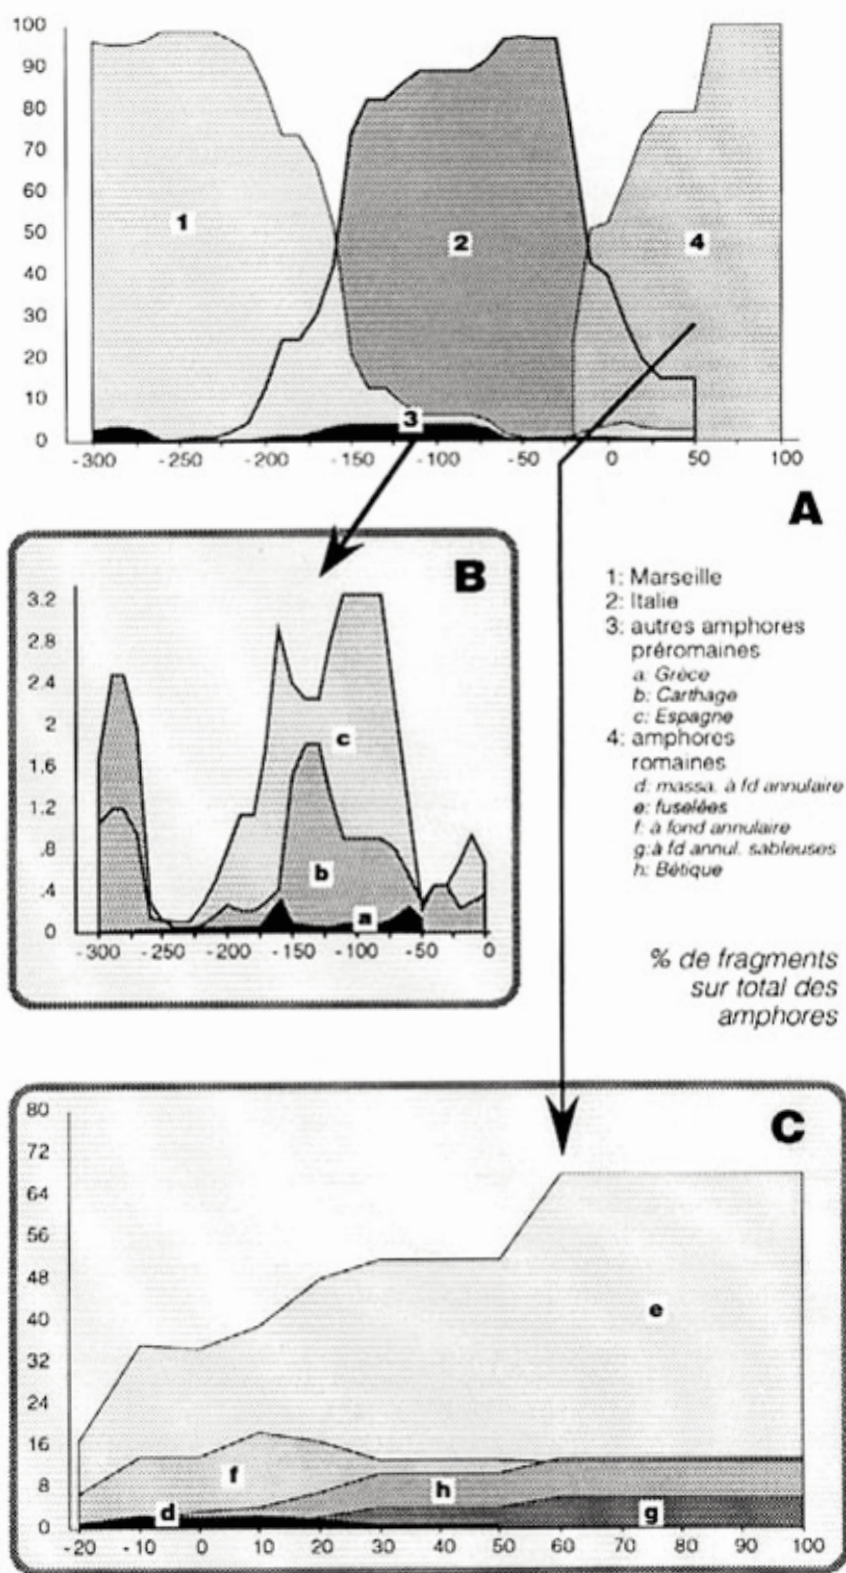 100
90
80
70
60
50
40
30
20
10
0
1
2
3
4
-300 -250 -200 -150 -100 -50 0 50 100
A
B
3.2
2.8
2.4
2
1.6
1.2
.8
.4
0
c
b
a
-300 -250 -200 -150 -100 -50 0
1: Marseille
2: Italie
3: autres amphores
préromaines
a: Grèce
b: Carthage
c: Espagne
4: amphores
romaines
d: massa. à fd annulaire
e: fuselées
f: à fond annulaire
g: à fd annul. sableuses
h: Bétique
% de fragments
sur total des
amphores
C
80
72
64
56
48
40
32
24
16
8
0
e
f
h
d
g
-20 -10 0 10 20 30 40 50 60 70 80 90 100